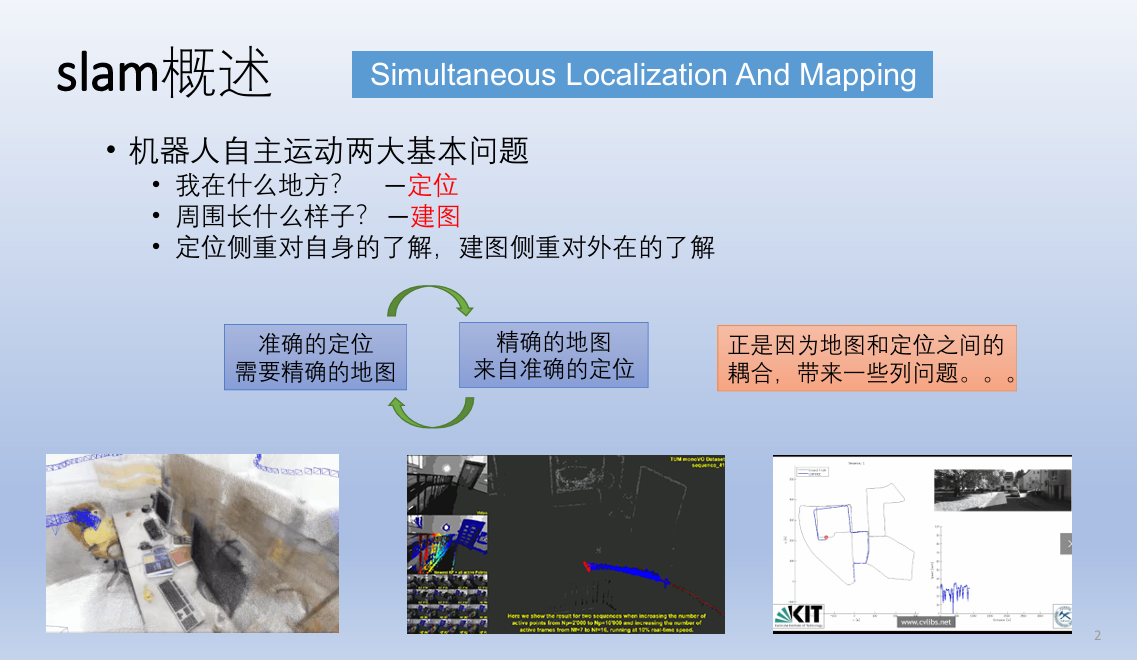 slam概述
Simultaneous Localization And Mapping
• 机器人自主运动两大基本问题
• 我在什么地方? —定位
• 周围长什么样子? —建图
• 定位侧重对自身的了解,建图侧重对外在的了解
准确的定位
需要精确的地图
精确的地图
来自准确的定位
正是因为地图和定位之间的
耦合,带来一些列问题。。。
TUM monoVO Dataset
sequence_41
Here we show the result for two sequences when increasing the number of
active points from Np=2'000 to Np=10'000 and increasing the number of
active frames from Nf=7 to Nf=15, running at 10% real-time speed.
KIT
www.cvlibs.net
2